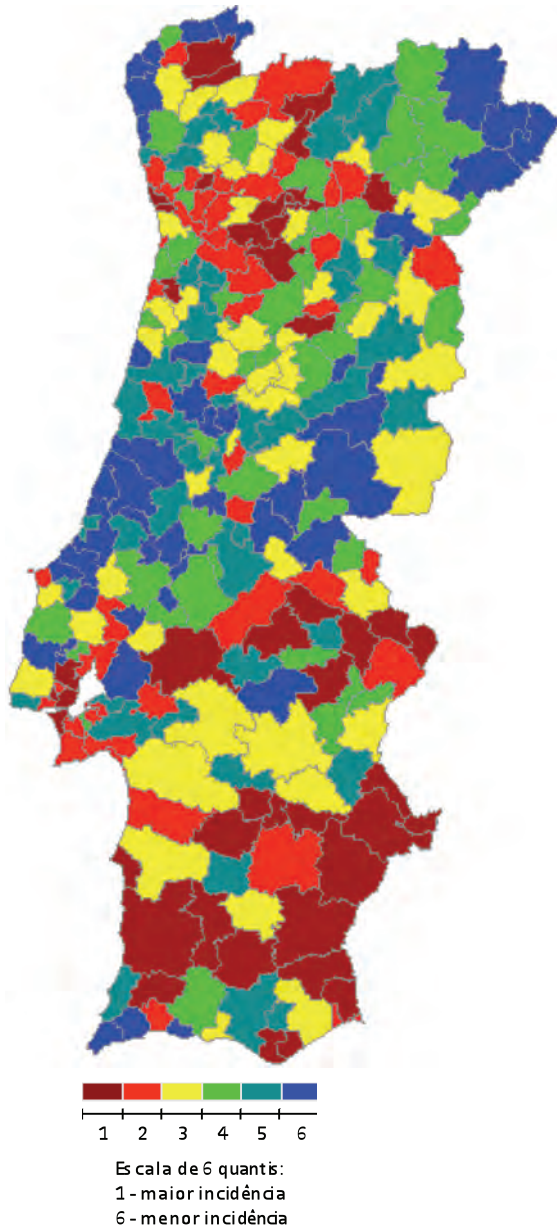 1 2 3 4 5 6
Escala de 6 quantis:
1 - maior incidência
6 - menor incidência